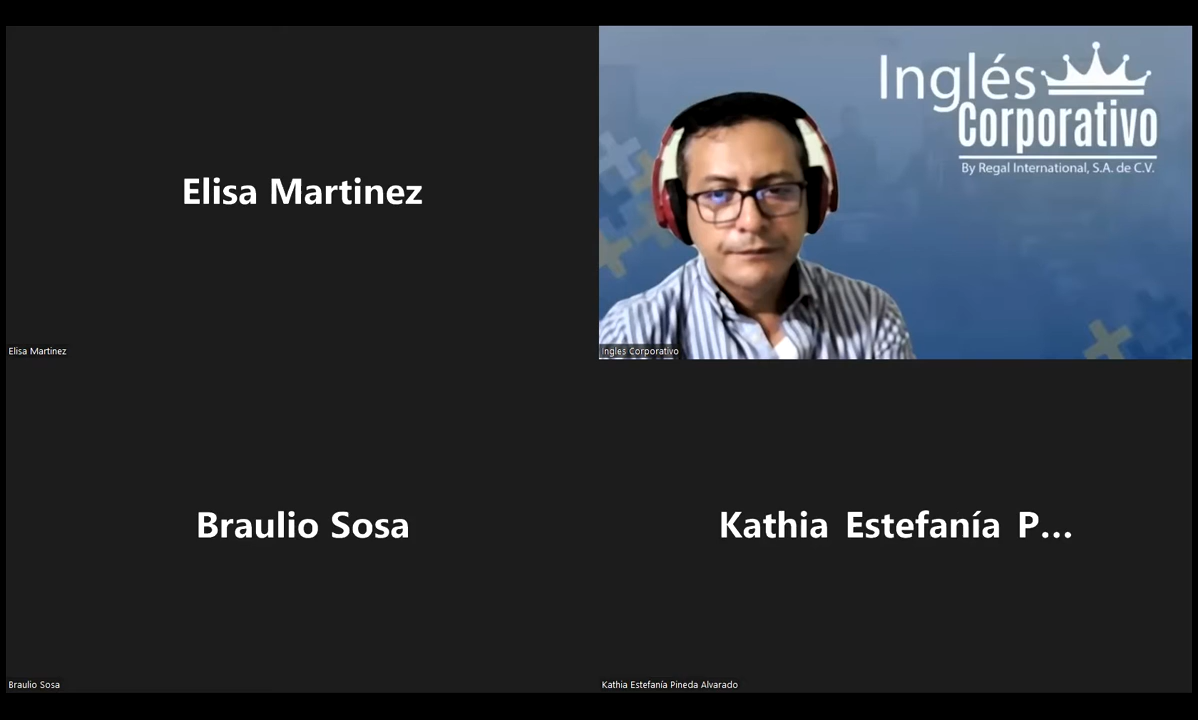 Elisa Martinez
Elisa Martinez
Inglés
Corporativo
By Regal International, S.A. de C.V.
Ingles Corporativo
Braulio Sosa
Braulio Sosa
Kathia Estefanía P...
Kathia Estefanía Pineda Alvarado